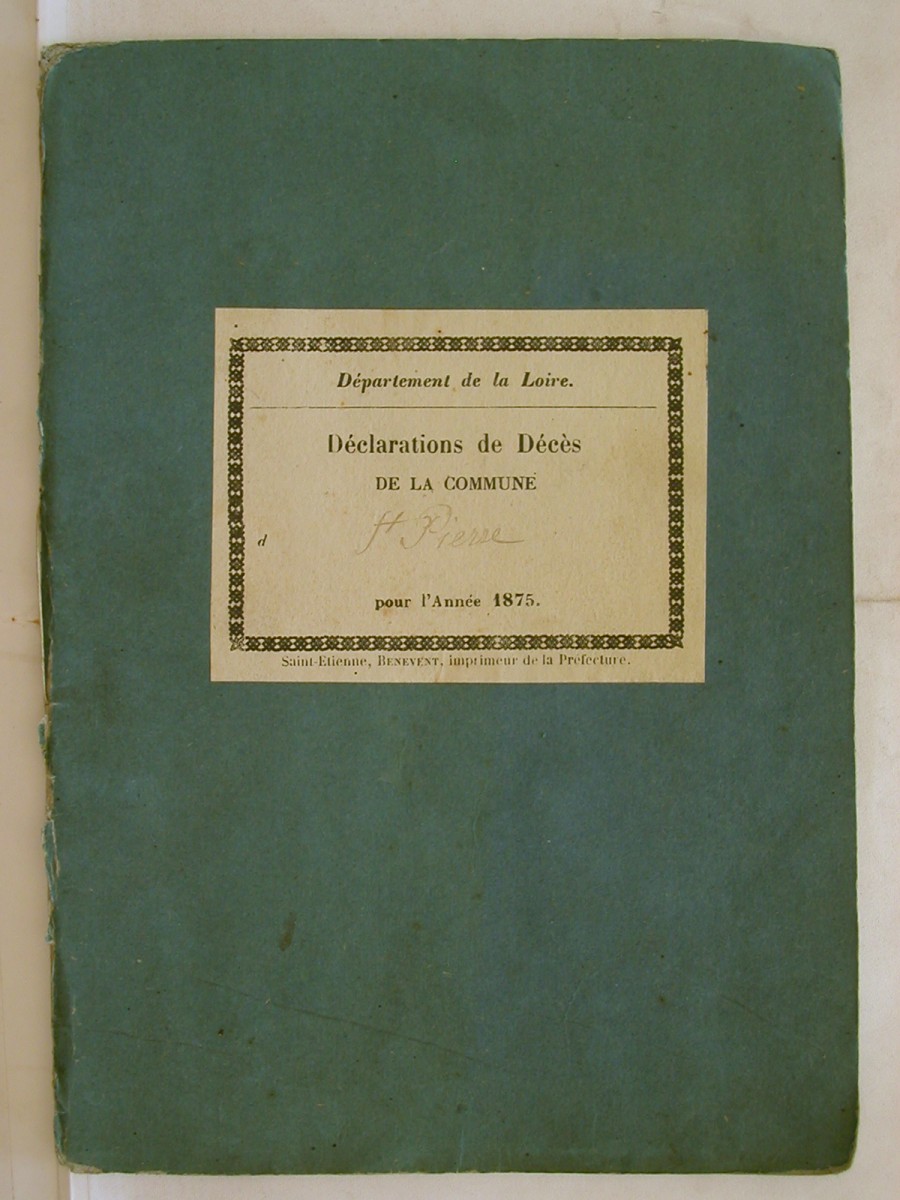 Département de la Loire.
Déclarations de Décès
DE LA COMMUNE
d St Pierre
pour l'Année 1875.
Saint-Etienne, BENEVENT, imprimeur de la Préfecture.